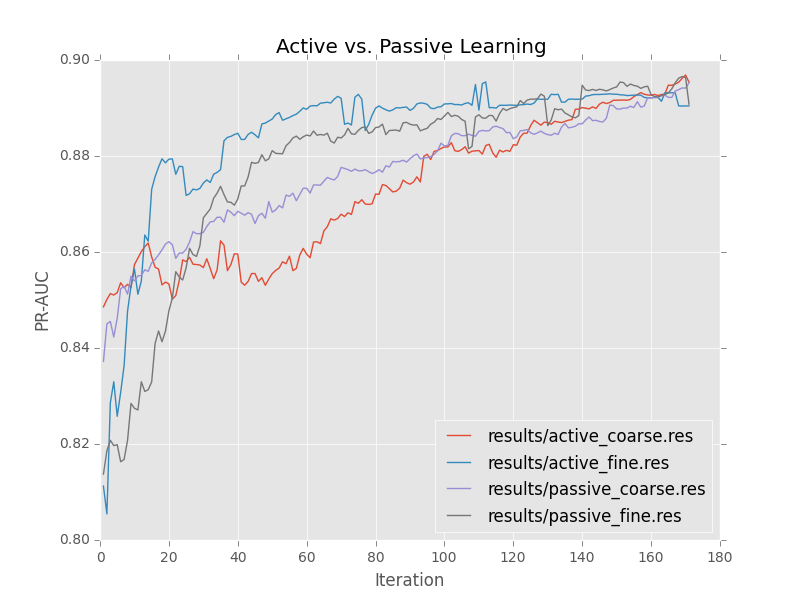 Active vs. Passive Learning
0.90
0.88
0.86
0.84
0.82
0.80
PR-AUC
results/active_coarse.res
results/active_fine.res
results/passive_coarse.res
results/passive_fine.res
0 20 40 60 80 100 120 140 160 180
Iteration